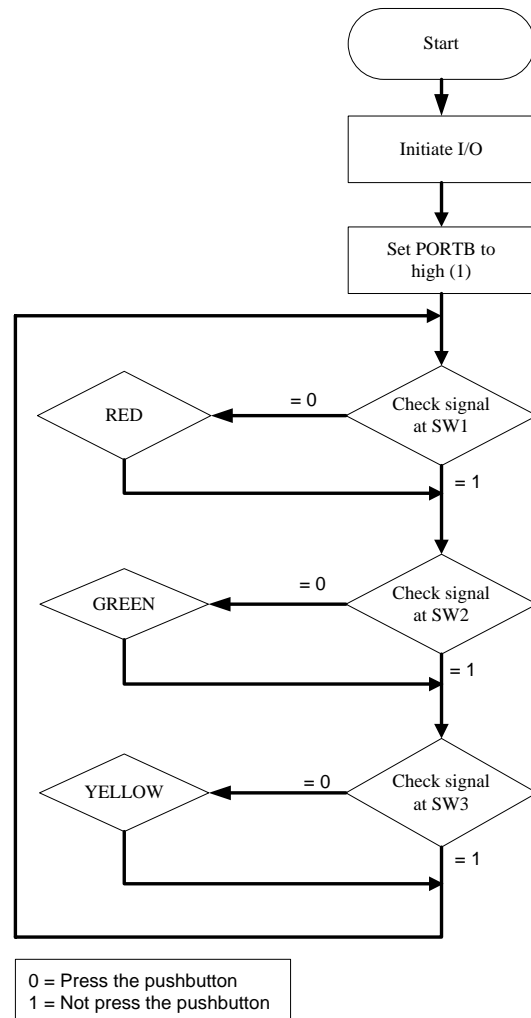 Start
Initiate I/O
Set PORTB to
high (1)
Check signal
at SW1
= 0
RED
= 1
Check signal
at SW2
= 0
GREEN
= 1
Check signal
at SW3
= 0
YELLOW
= 1
0 = Press the pushbutton
1 = Not press the pushbutton